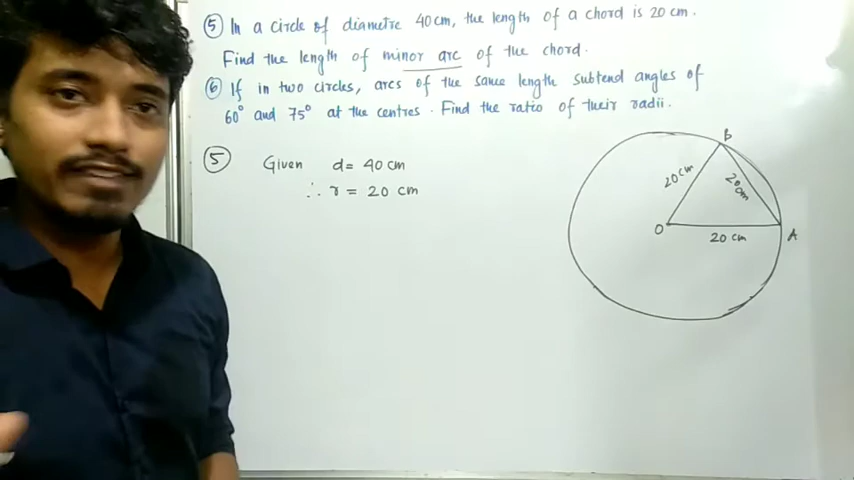 ⑤ In a circle of diametre 40cm, the length of a chord is 20 cm.
Find the length of minor arc of the chord.
⑥ If in two circles, arcs of the same length subtend angles of
60° and 75° at the centres. Find the ratio of their radii.
⑤ Given d= 40 cm
∴ r = 20 cm
B
20 cm
20 cm
O
20 cm
A